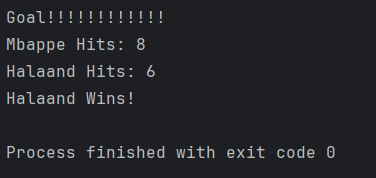 Goal!!!!!!!!!!!!
Mbappe Hits: 8
Halaand Hits: 6
Halaand Wins!
Process finished with exit code 0